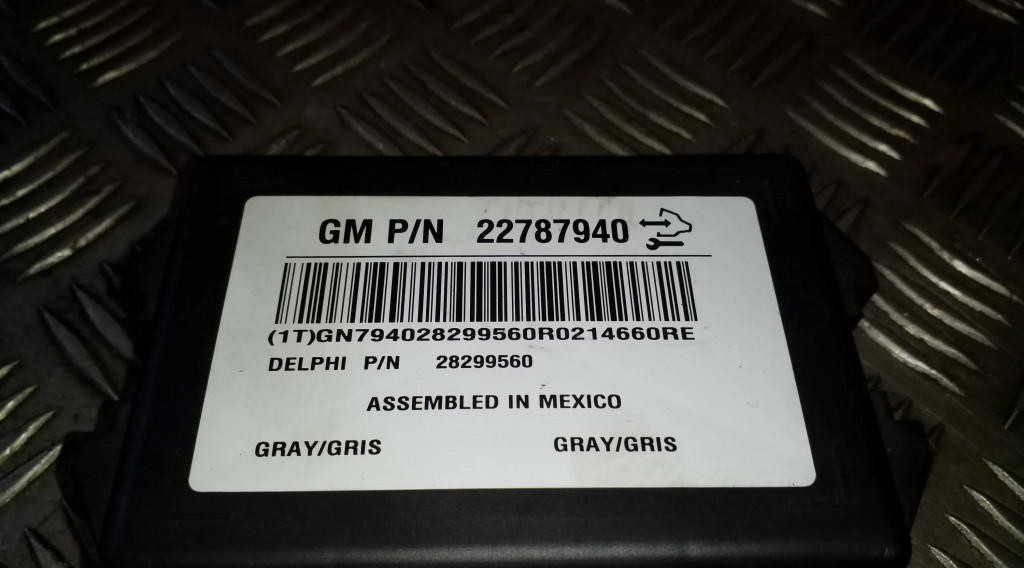 GM P/N 22787940
(1T)GN794028299560R0214660RE
DELPHI P/N 28299560
ASSEMBLED IN MEXICO
GRAY/GRIS GRAY/GRIS